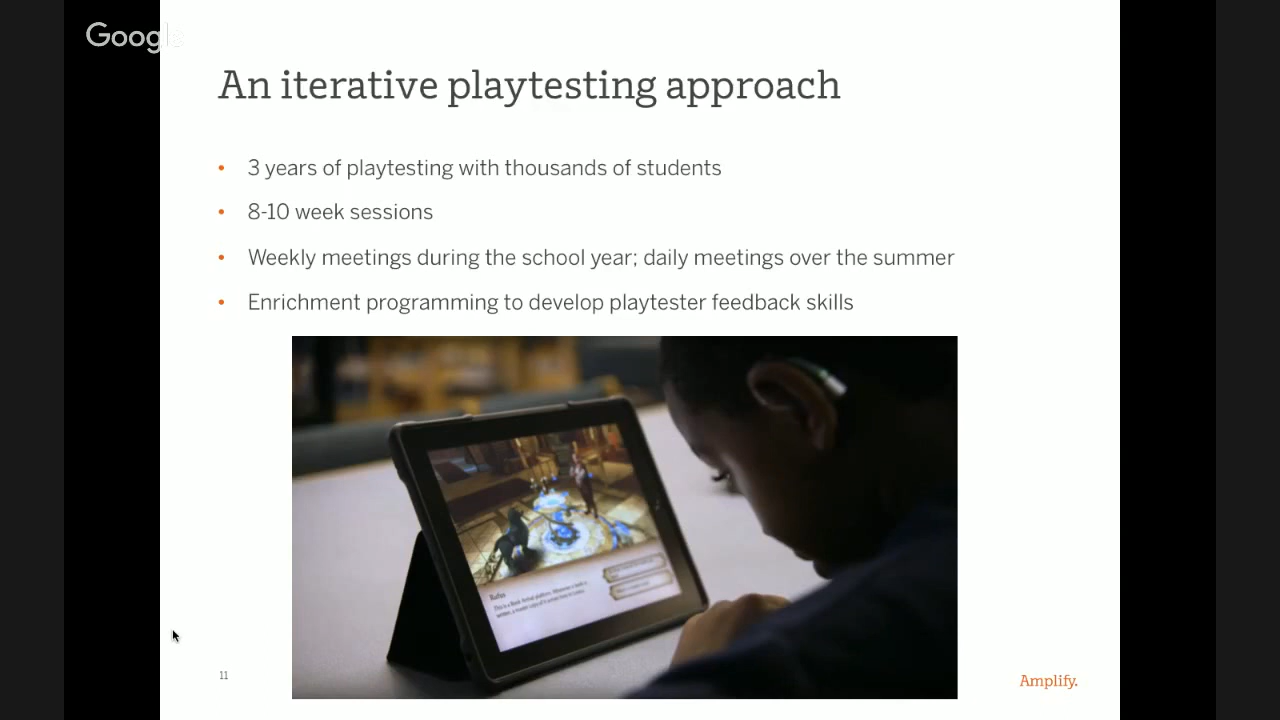 Google
An iterative playtesting approach
• 3 years of playtesting with thousands of students
• 8-10 week sessions
• Weekly meetings during the school year; daily meetings over the summer
• Enrichment programming to develop playtester feedback skills
Rufus
11
Amplify.